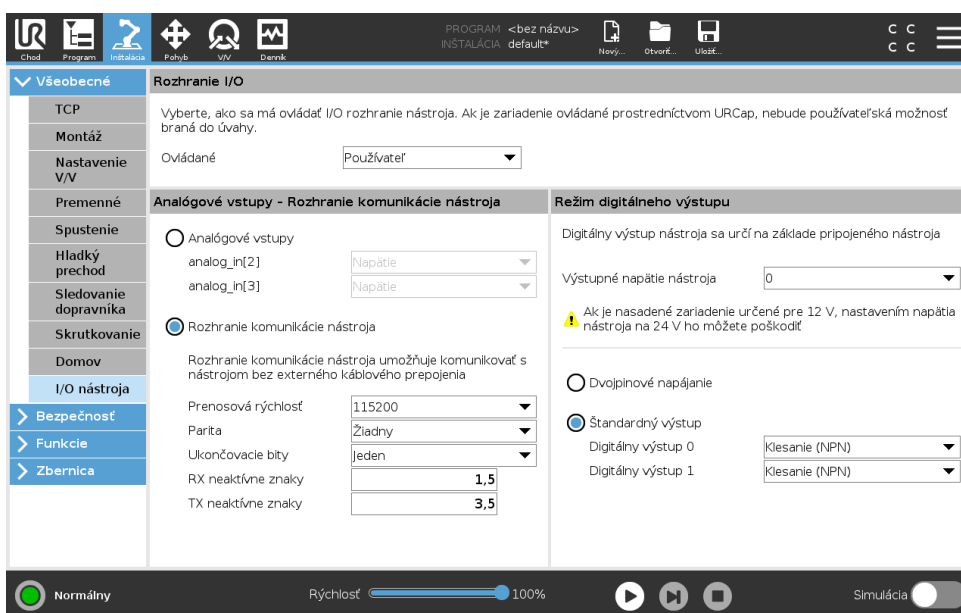 PROGRAM <bez názvu>
INŠTALÁCIA default*
Chod Program Inštalácia Pohyb V/V Denník Nový... Otvoriť... Uložiť...
C C
C C
Všeobecné
TCP
Montáž
Nastavenie
V/V
Premenné
Spustenie
Hladký
prechod
Sledovanie
dopravníka
Skrutkovanie
Domov
I/O nástroja
Bezpečnosť
Funkcie
Zbernica
Rozhranie I/O
Vyberte, ako sa má ovládať I/O rozhranie nástroja. Ak je zariadenie ovládané prostredníctvom URCap, nebude používateľská možnosť
braná do úvahy.
Ovládané Používateľ
Analógové vstupy - Rozhranie komunikácie nástroja
Analógové vstupy
analog_in[2] Napätie
analog_in[3] Napätie
Rozhranie komunikácie nástroja
Rozhranie komunikácie nástroja umožňuje komunikovať s
nástrojom bez externého káblového prepojenia
Prenosová rýchlosť 115200
Parita Žiadny
Ukončovacie bity Jeden
RX neaktívne znaky 1,5
TX neaktívne znaky 3,5
Režim digitálneho výstupu
Digitálny výstup nástroja sa určí na základe pripojeného nástroja
Výstupné napätie nástroja 0
Ak je nasadené zariadenie určené pre 12 V, nastavením napätia
nástroja na 24 V ho môžete poškodiť
Dvojpinové napájanie
Štandardný výstup
Digitálny výstup 0 Klesanie (NPN)
Digitálny výstup 1 Klesanie (NPN)
Normálny Rýchlosť 100% Simulácia